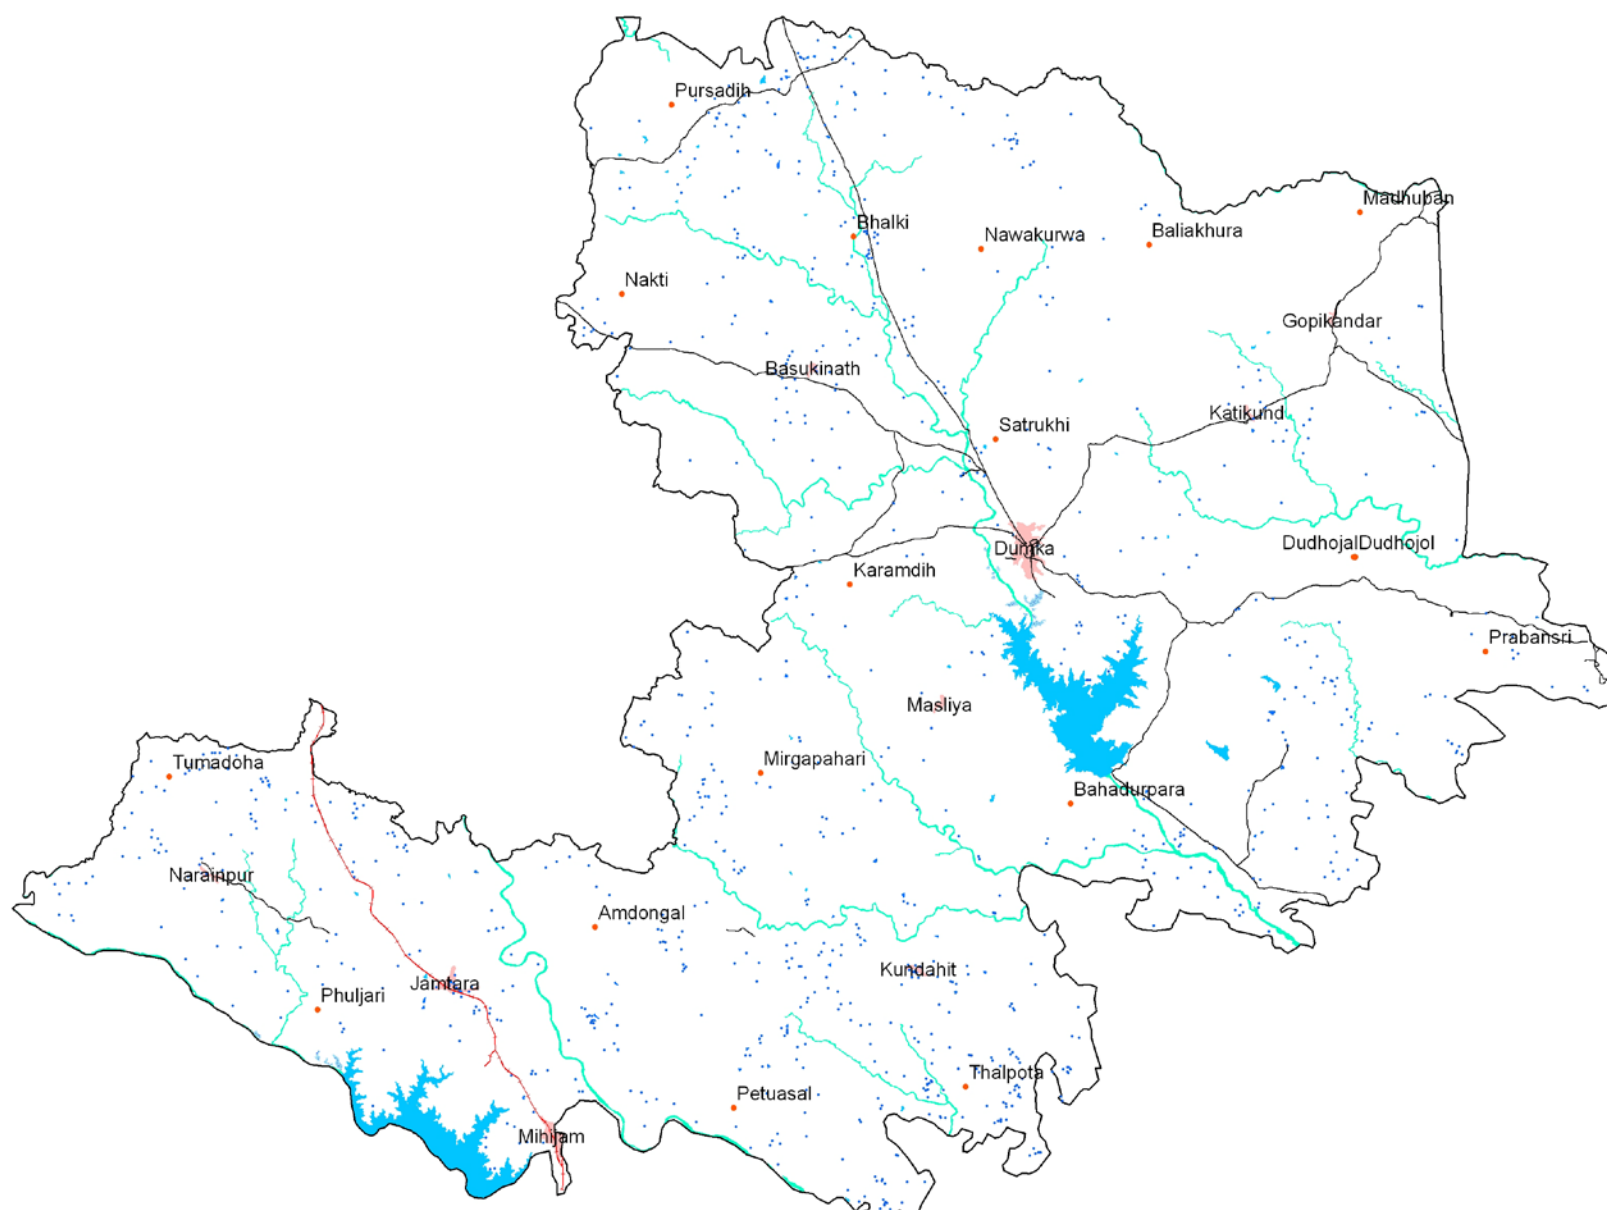 Pursadih
Madhuban
Bhalki
Nawakurwa
Baliakhura
Nakti
Gopikandar
Basukinath
Katikund
Satrukhi
Dumka
DudhojalDudhojol
Karamdih
Prabansri
Masliya
Tumadoha
Mirgapahari
Bahadurpara
Narainpur
Amdongal
Kundahit
Jamtara
Phuljari
Thalpota
Petuasal
Mihijam